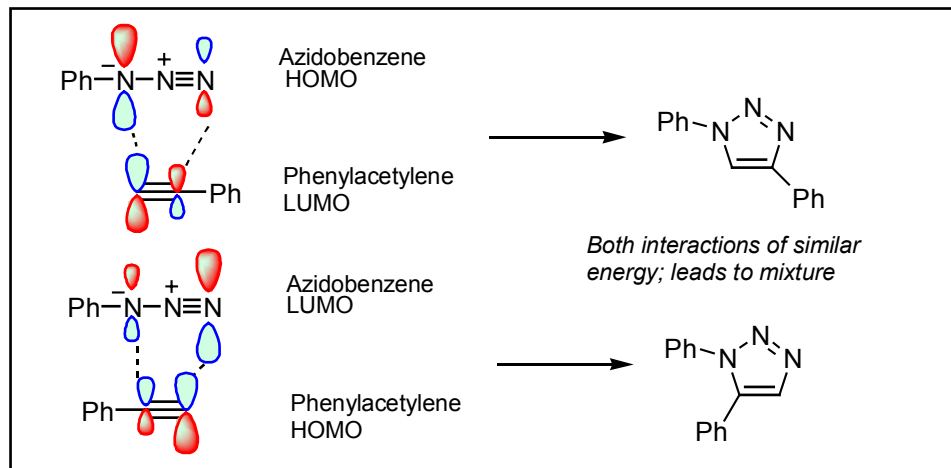 Ph N − N + ≡ N
Azidobenzene
HOMO
Ph
Phenylacetylene
LUMO
Ph N N N
Ph
Both interactions of similar
energy; leads to mixture
Ph N − N + ≡ N
Azidobenzene
LUMO
Ph
Phenylacetylene
HOMO
Ph N N N
Ph